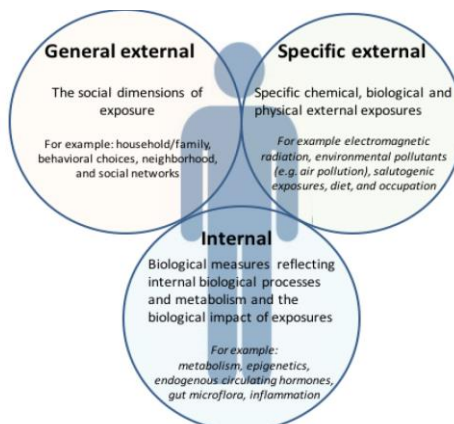 General external
The social dimensions of
exposure
For example: household/family,
behavioral choices, neighborhood,
and social networks
Specific external
Specific chemical, biological and
physical external exposures
For example electromagnetic
radiation, environmental pollutants
(e.g. air pollution), salutogenic
exposures, diet, and occupation
Internal
Biological measures reflecting
internal biological processes
and metabolism and the
biological impact of exposures
For example:
metabolism, epigenetics,
endogenous circulating hormones,
gut microflora, inflammation